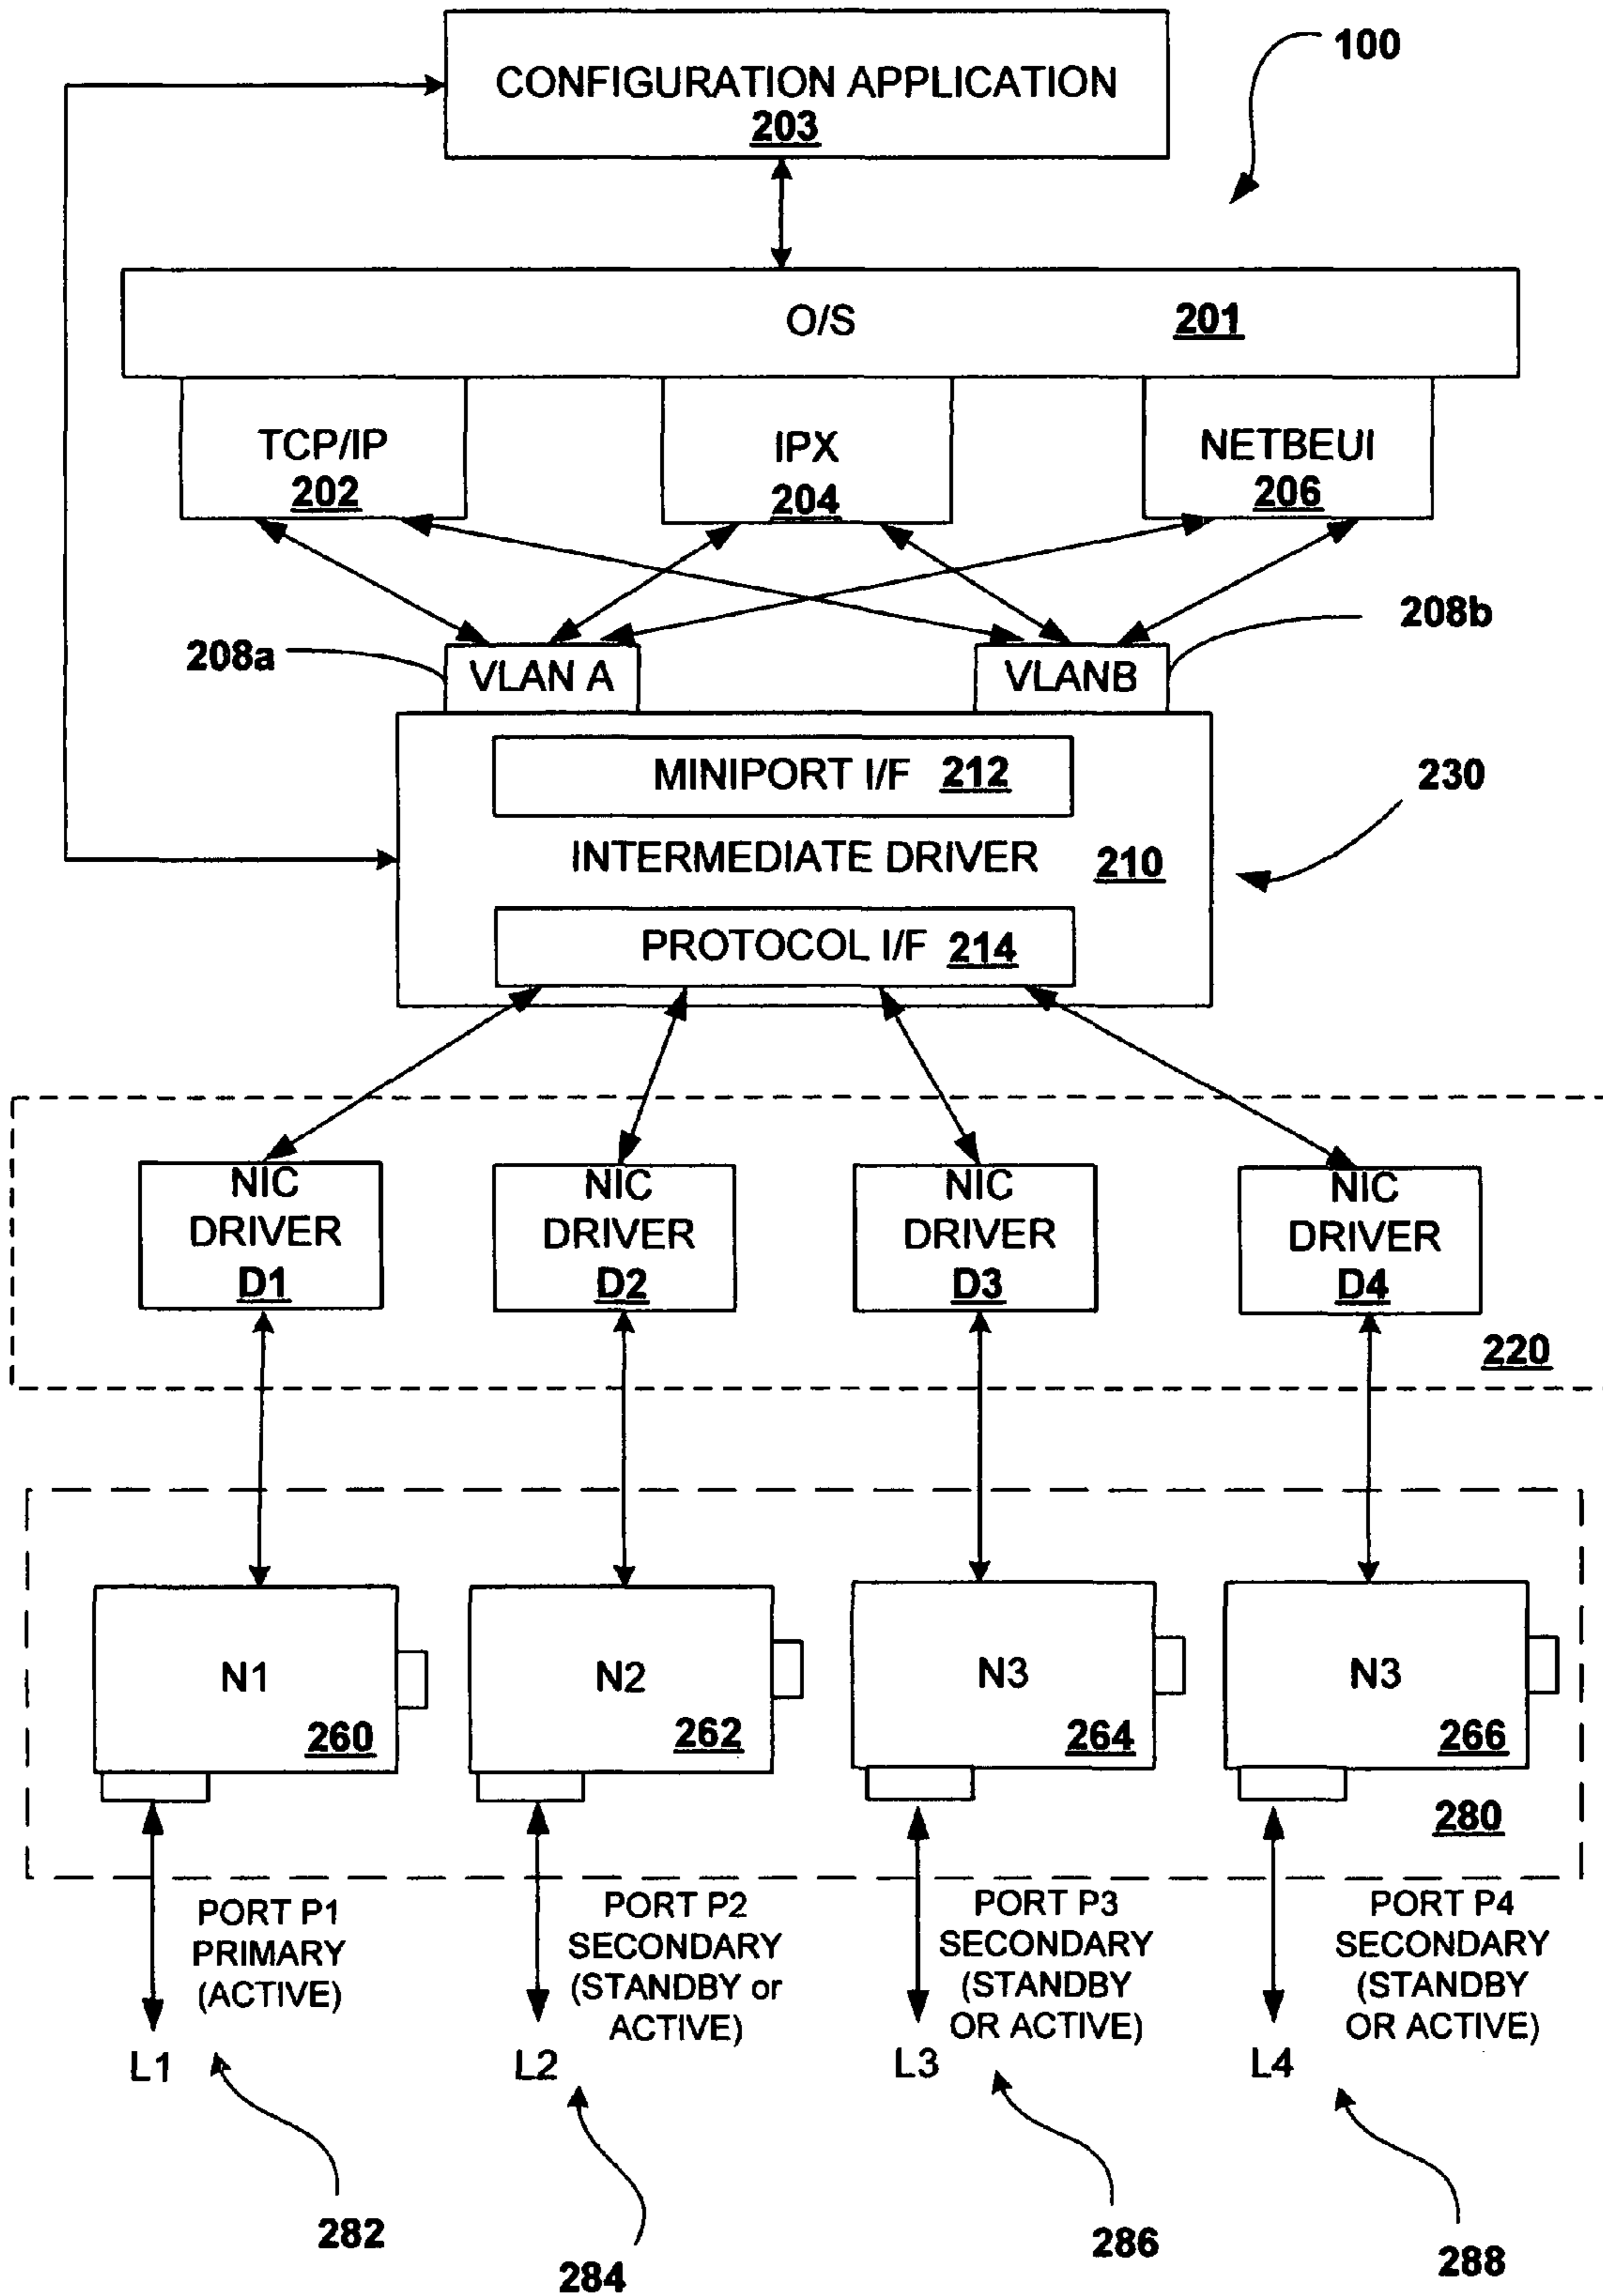 100
CONFIGURATION APPLICATION
203
O/S 201
TCP/IP
202
IPX
204
NETBEUI
206
208a
VLAN A
VLANB
208b
MINIPORT I/F 212
230
INTERMEDIATE DRIVER 210
PROTOCOL I/F 214
NIC
DRIVER
D1
NIC
DRIVER
D2
NIC
DRIVER
D3
NIC
DRIVER
D4
220
N1
260
N2
262
N3
264
N3
266
280
PORT P1
PRIMARY
(ACTIVE)
L1
PORT P2
SECONDARY
(STANDBY or
ACTIVE)
L2
PORT P3
SECONDARY
(STANDBY
OR ACTIVE)
L3
PORT P4
SECONDARY
(STANDBY
OR ACTIVE)
L4
282
284
286
288